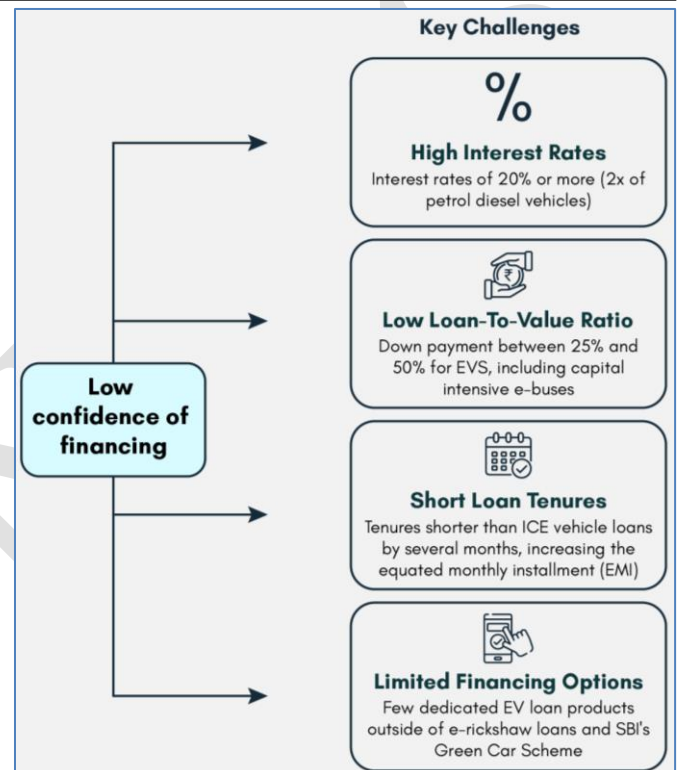 Key Challenges
%
High Interest Rates
Interest rates of 20% or more (2x of
petrol diesel vehicles)
₹
Low Loan-To-Value Ratio
Down payment between 25% and
50% for EVS, including capital
intensive e-buses
Low
confidence of
financing
Short Loan Tenures
Tenures shorter than ICE vehicle loans
by several months, increasing the
equated monthly installment (EMI)
Limited Financing Options
Few dedicated EV loan products
outside of e-rickshaw loans and SBI's
Green Car Scheme